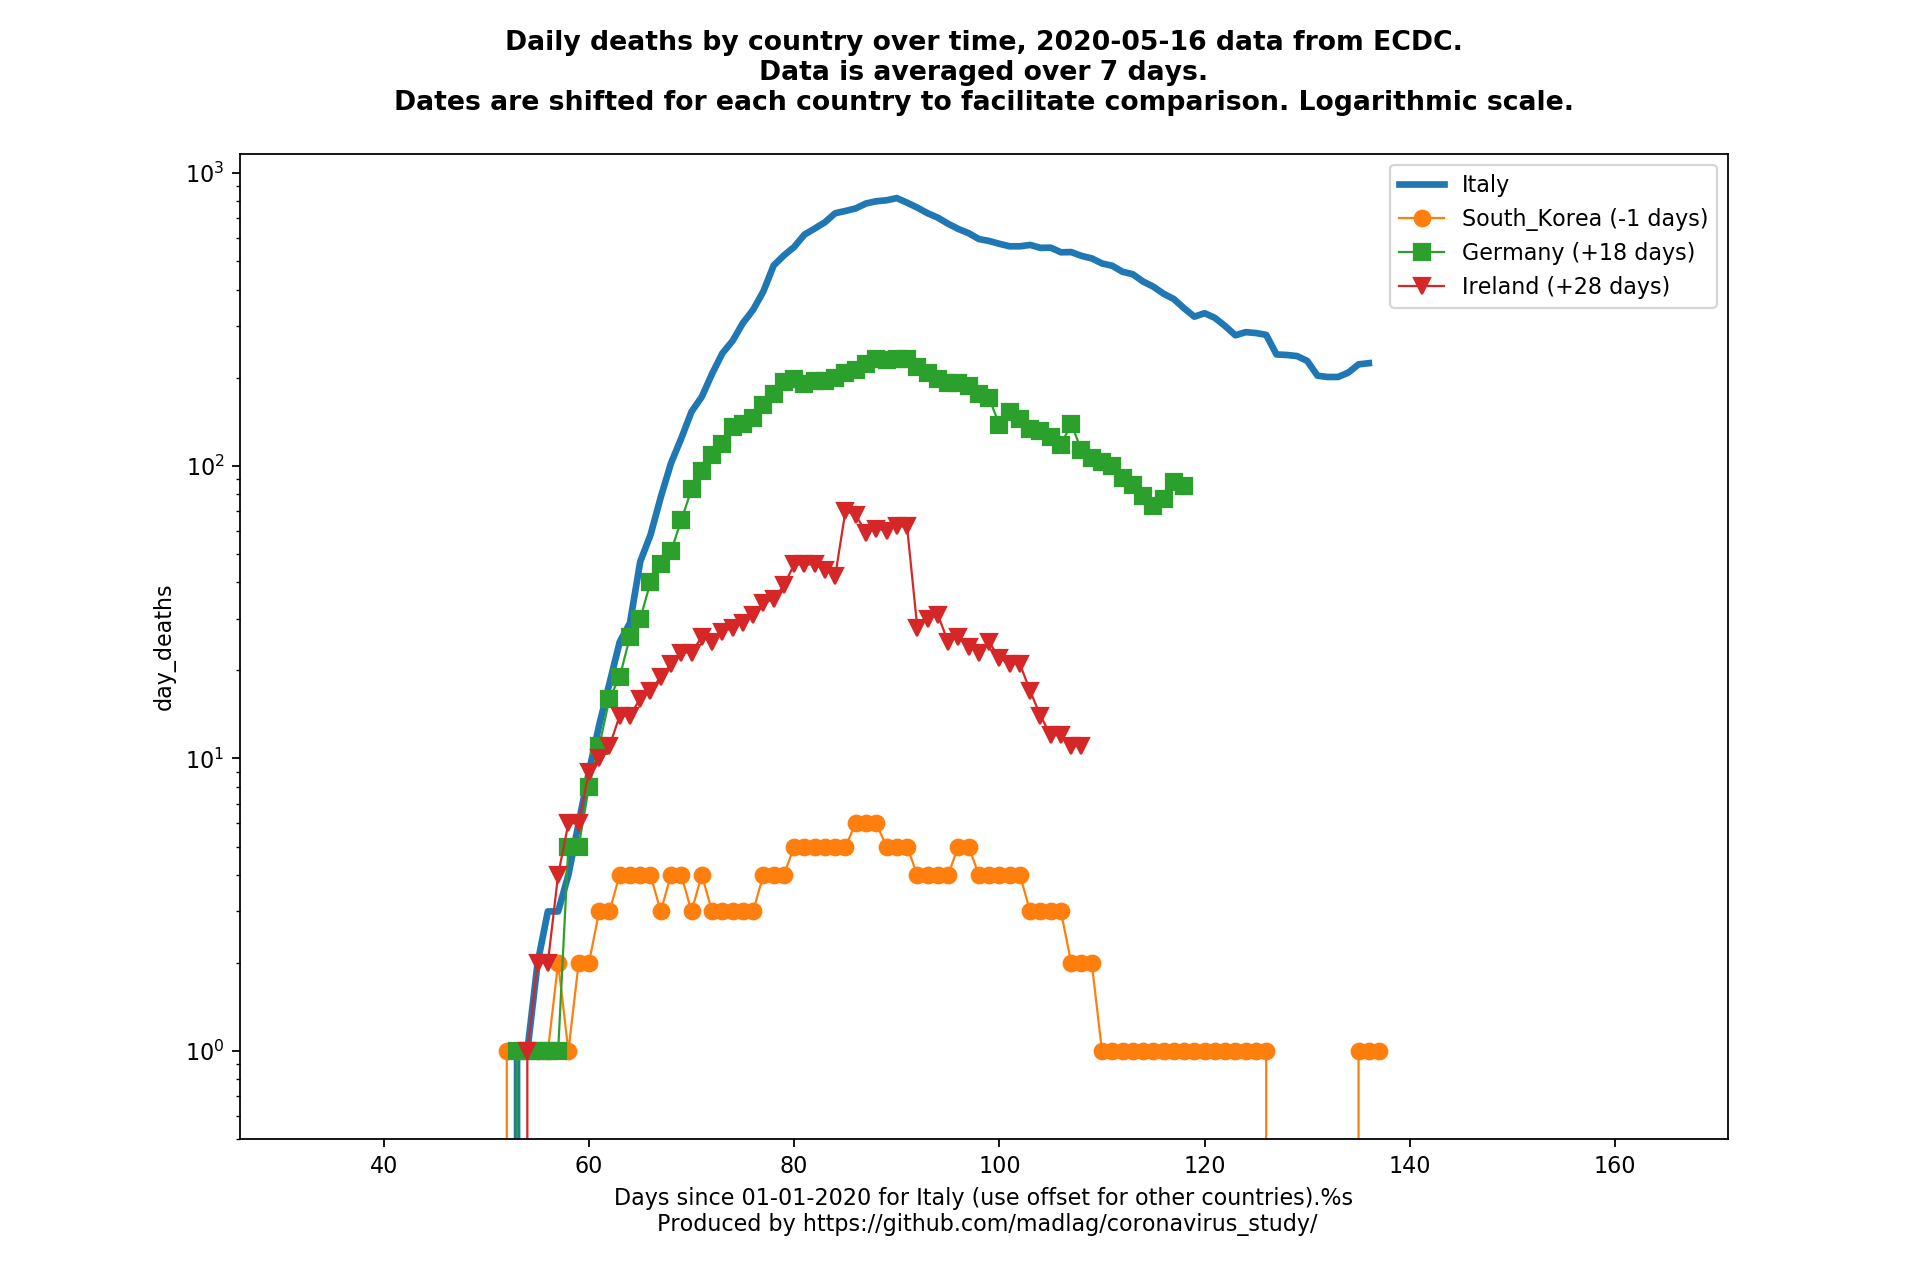 Daily deaths by country over time, 2020-05-16 data from ECDC.
Data is averaged over 7 days.
Dates are shifted for each country to facilitate comparison. Logarithmic scale.
Italy
South_Korea (-1 days)
Germany (+18 days)
Ireland (+28 days)
day_deaths
10³
10²
10¹
10⁰
40 60 80 100 120 140 160
Days since 01-01-2020 for Italy (use offset for other countries).%s
Produced by https://github.com/madlag/coronavirus_study/